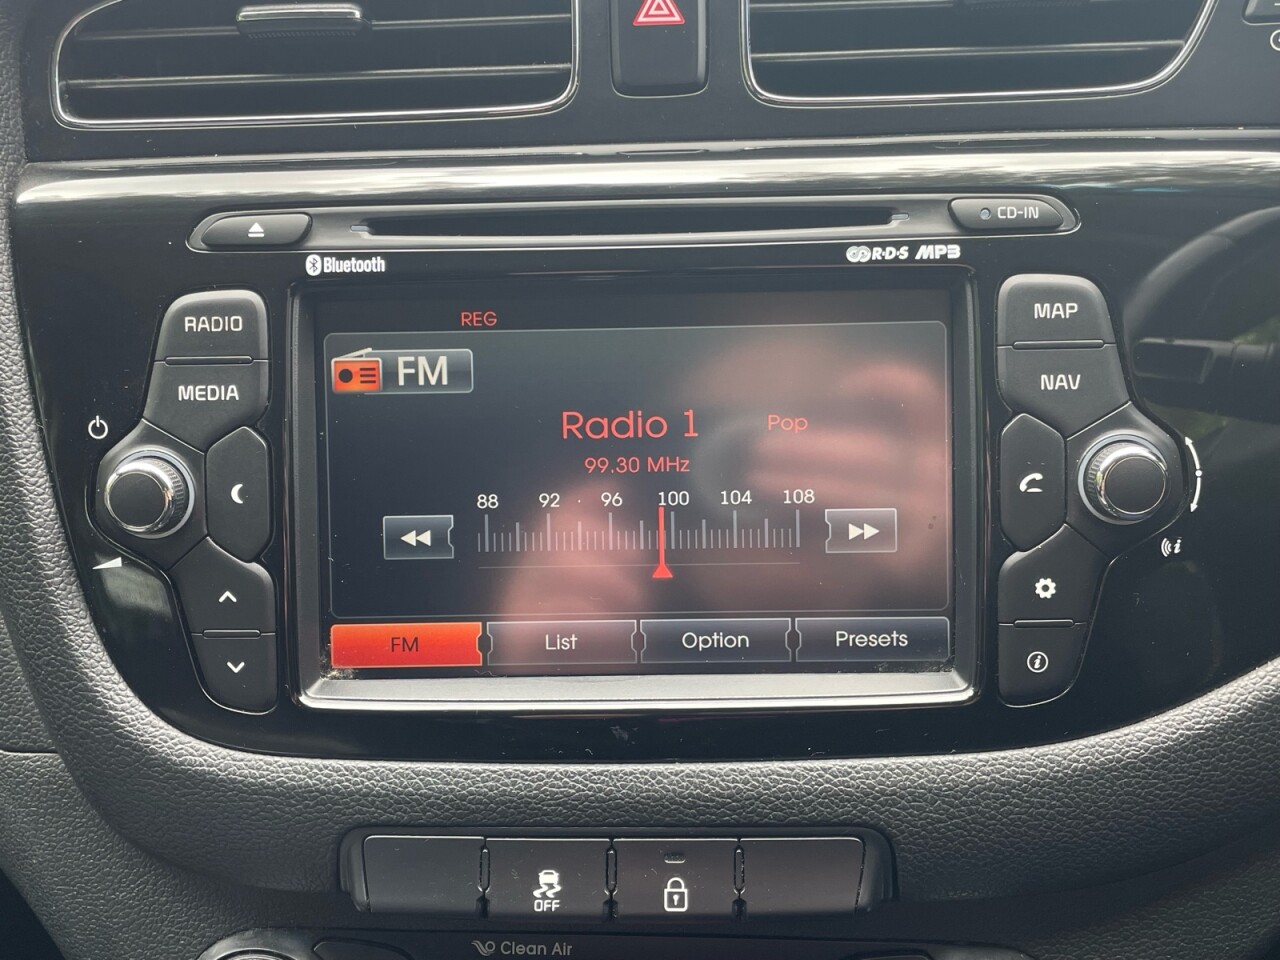 CD-IN
Bluetooth
R·D·S MP3
RADIO
MEDIA
MAP
NAV
REG
FM
Radio 1
Pop
99.30 MHz
88 92 96 100 104 108
FM
List
Option
Presets
OFF
Clean Air